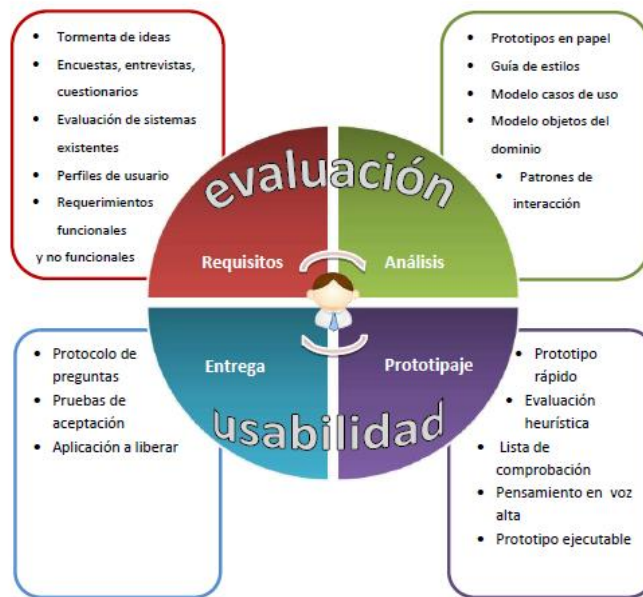 • Tormenta de ideas
• Encuestas, entrevistas,
cuestionarios
• Evaluación de sistemas
existentes
• Perfiles de usuario
• Requerimientos
funcionales
y no funcionales
• Prototipos en papel
• Guía de estilos
• Modelo casos de uso
• Modelo objetos del
dominio
• Patrones de
interacción
evaluación
Requisitos
Análisis
Entrega
Prototipaje
usabilidad
• Protocolo de
preguntas
• Pruebas de
aceptación
• Aplicación a liberar
• Prototipo
rápido
• Evaluación
heurística
• Lista de
comprobación
• Pensamiento en voz
alta
• Prototipo ejecutable